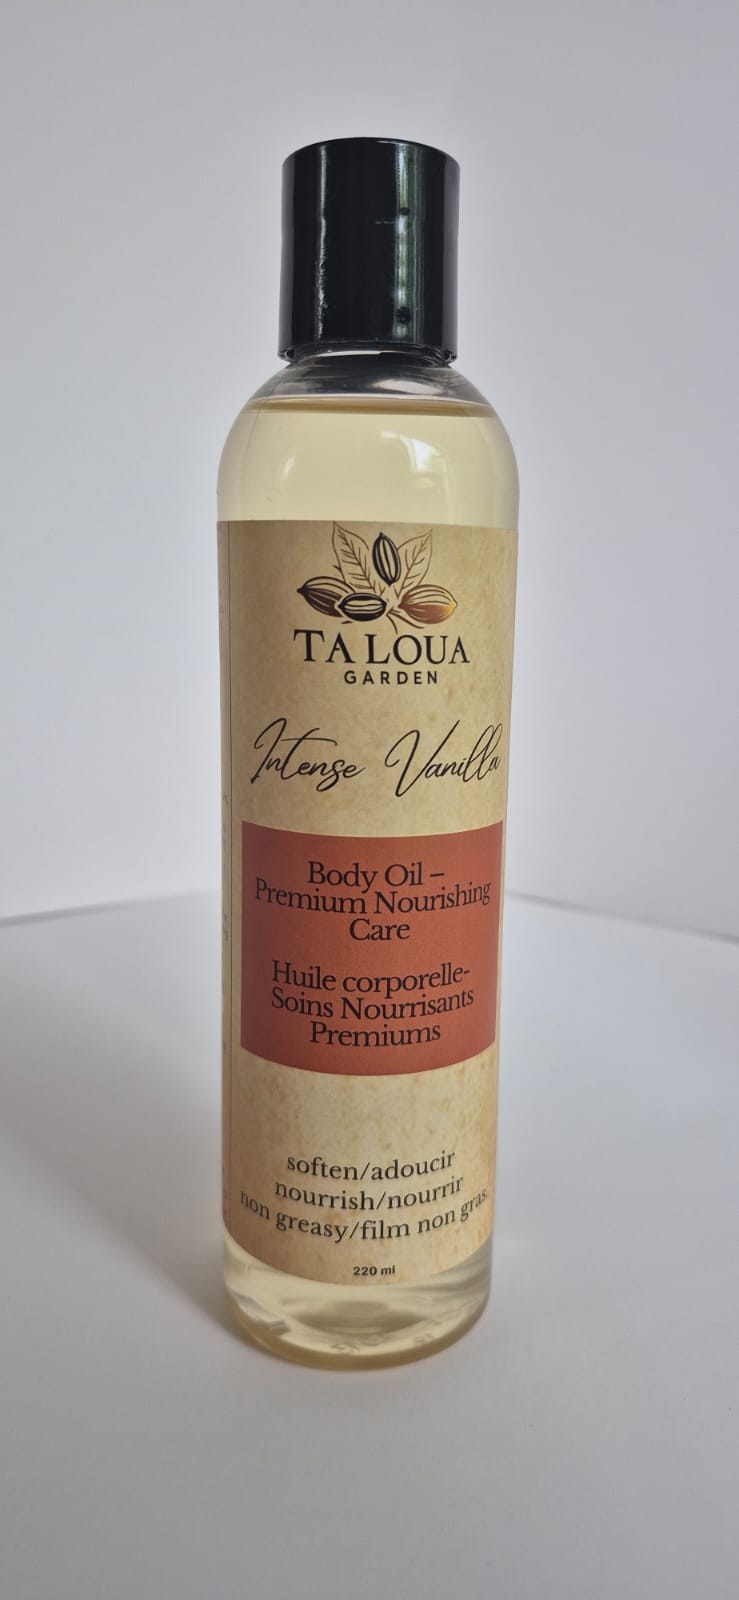 TA LOUA
GARDEN
Intense Vanilla
Body Oil –
Premium Nourishing
Care
Huile corporelle-
Soins Nourrisants
Premiums
soften/adoucir
nourrish/nourrir
non greasy/film non gras.
220 ml